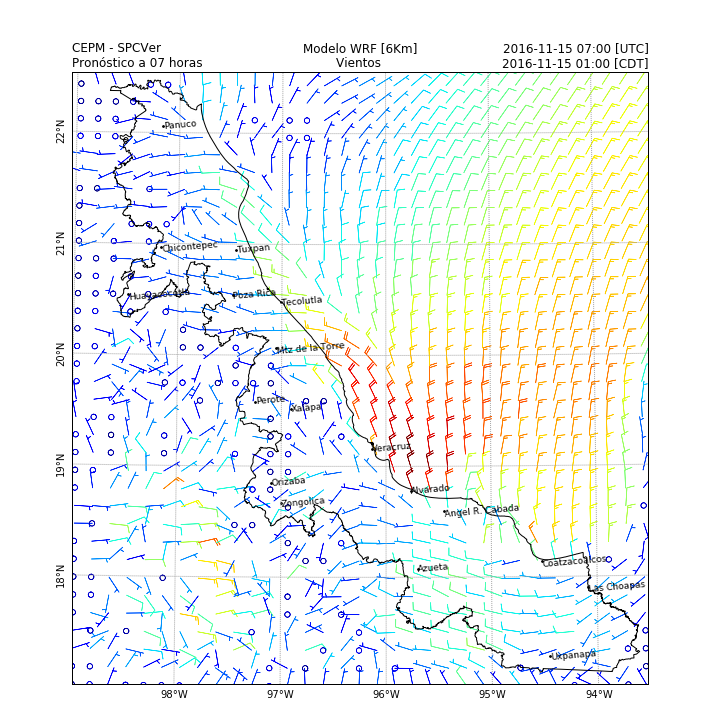 CEPM - SPCVer
Modelo WRF [6Km]
2016-11-15 07:00 [UTC]
Pronóstico a 07 horas
Vientos
2016-11-15 01:00 [CDT]
22°N
Panuco
21°N
Chicontepec
Tuxpan
Huayacocotla
Poza Rica
Tecolutla
20°N
Mtz de la Torre
Perote
Xalapa
Veracruz
19°N
Orizaba
Alvarado
Zongolica
Angel R. Cabada
18°N
Azueta
Coatzacoalcos
Las Choapas
Uxpanapa
98°W
97°W
96°W
95°W
94°W